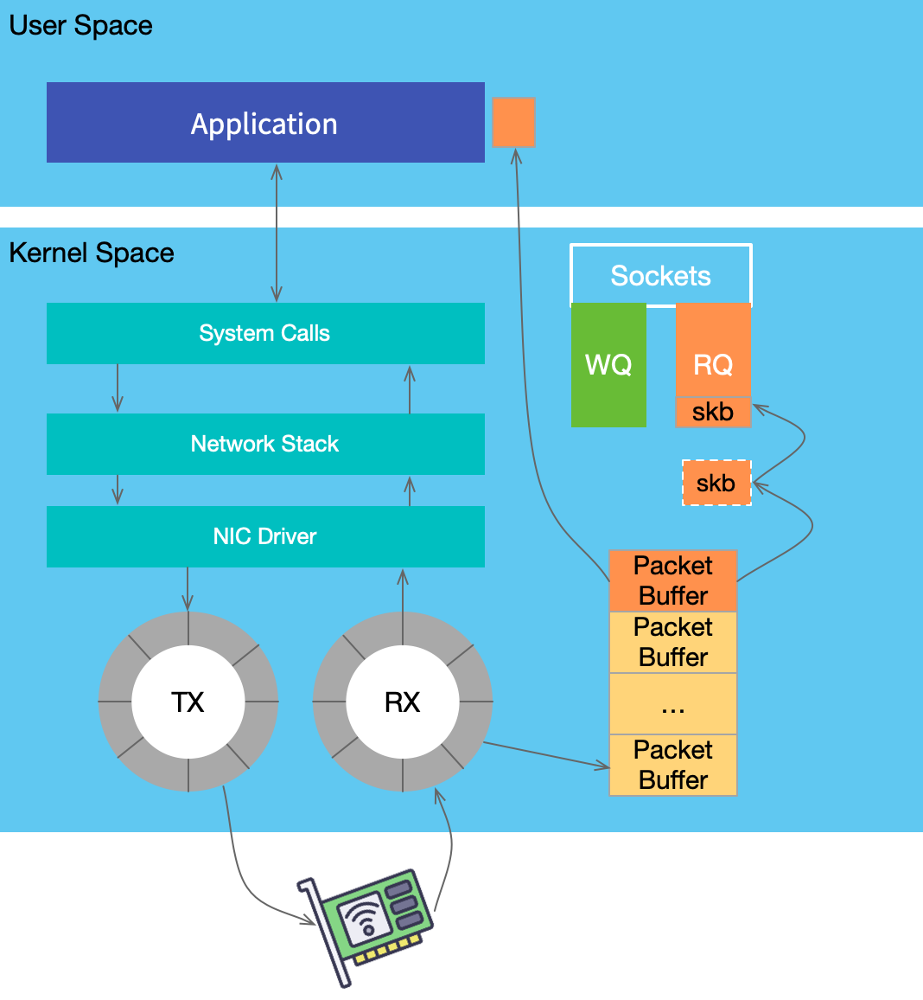 User Space
Application
Kernel Space
Sockets
System Calls
WQ
RQ
skb
Network Stack
skb
NIC Driver
Packet
Buffer
Packet
Buffer
...
Packet
Buffer
TX
RX